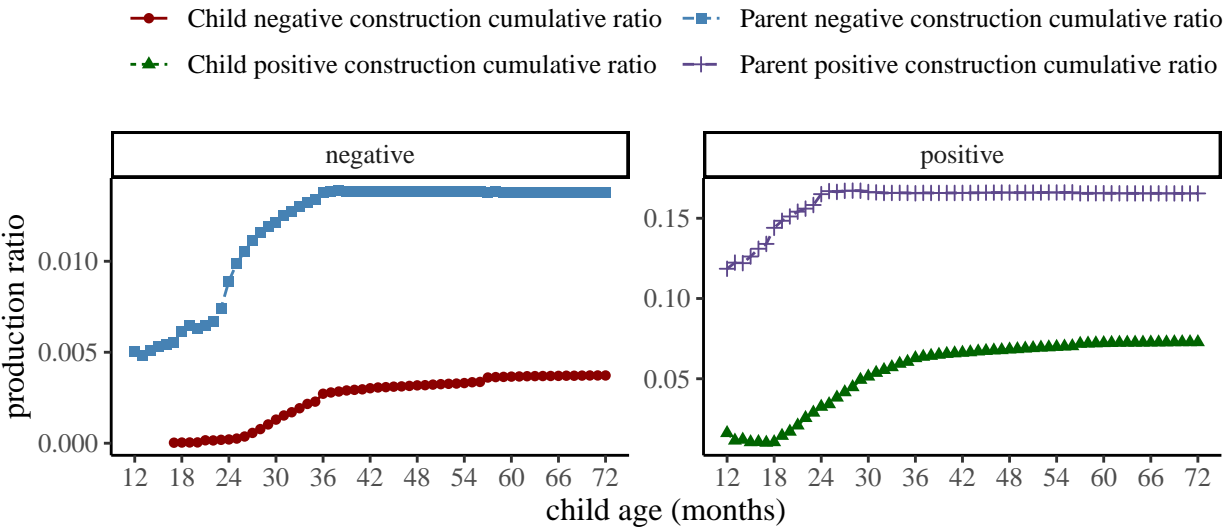 Child negative construction cumulative ratio Parent negative construction cumulative ratio
Child positive construction cumulative ratio Parent positive construction cumulative ratio
negative positive
production ratio
0.010
0.005
0.000
0.15
0.10
0.05
12 18 24 30 36 42 48 54 60 66 72 12 18 24 30 36 42 48 54 60 66 72
child age (months)